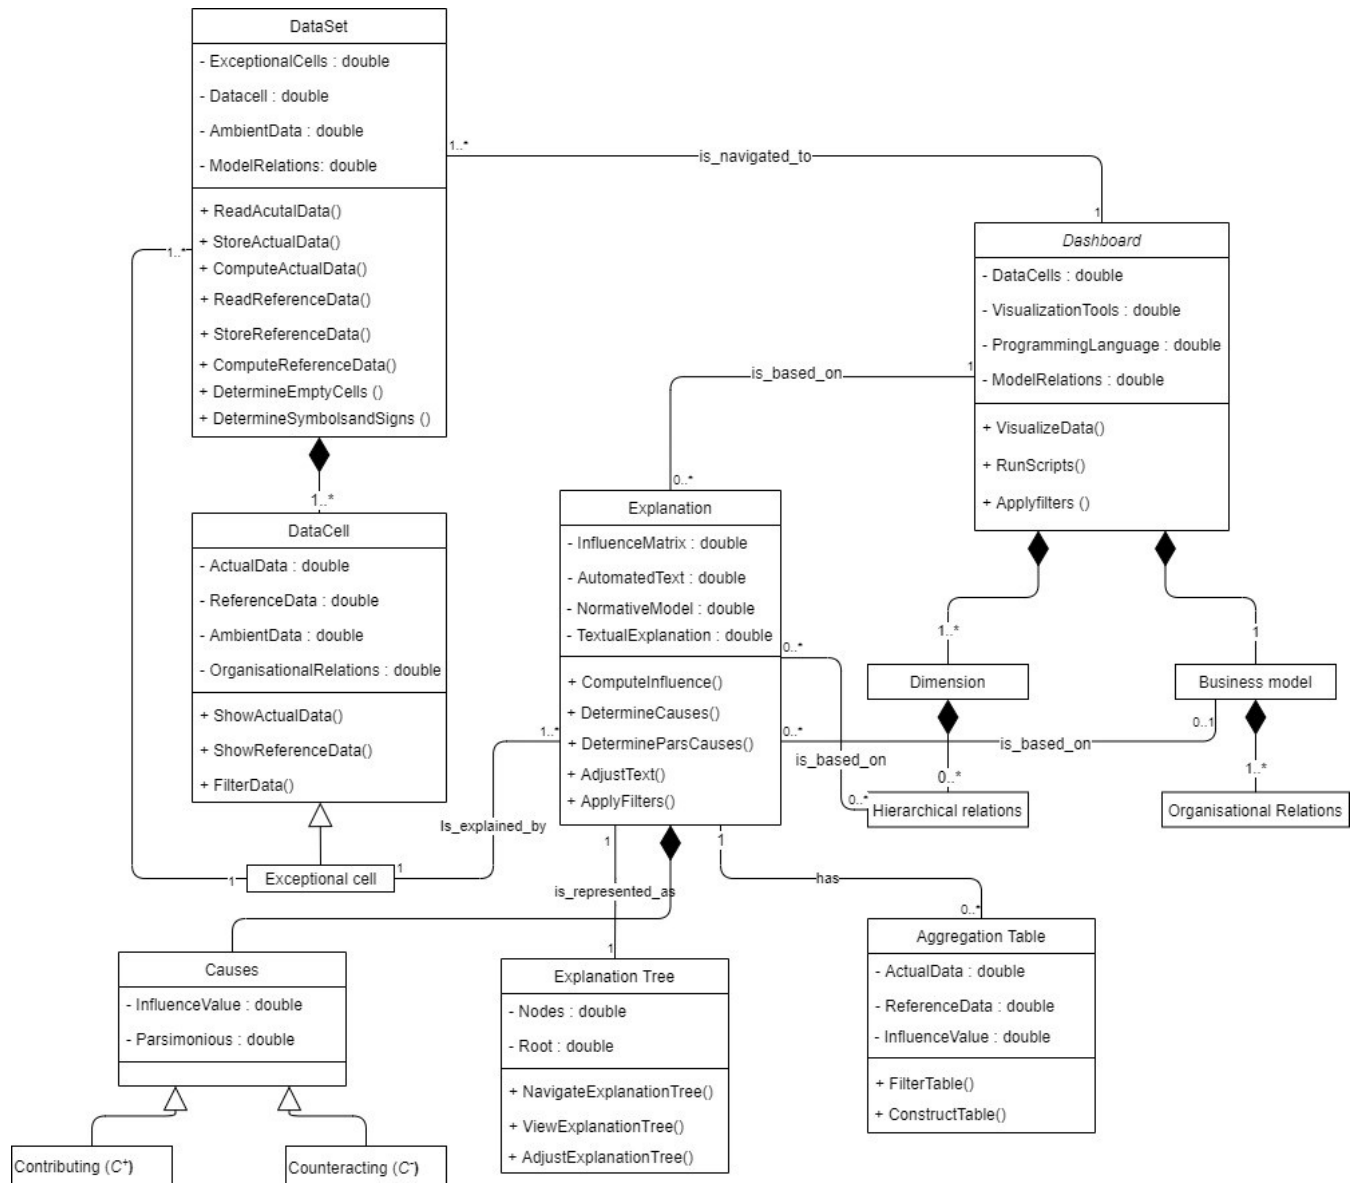 DataSet
- ExceptionalCells : double
- Datacell : double
- AmbientData : double
- ModelRelations: double
+ ReadAcutalData()
+ StoreActualData()
+ ComputeActualData()
+ ReadReferenceData()
+ StoreReferenceData()
+ ComputeReferenceData()
+ DetermineEmptyCells ()
+ DetermineSymbolsandSigns ()
1..*
is_navigated_to
1
1..*
Dashboard
- DataCells : double
- VisualizationTools : double
- ProgrammingLanguage : double
- ModelRelations : double
+ VisualizeData()
+ RunScripts()
+ Applyfilters ()
is_based_on
1
0..*
1..*
DataCell
- ActualData : double
- ReferenceData : double
- AmbientData : double
- OrganisationalRelations : double
+ ShowActualData()
+ ShowReferenceData()
+ FilterData()
Explanation
- InfluenceMatrix : double
- AutomatedText : double
- NormativeModel : double
- TextualExplanation : double
+ ComputeInfluence()
+ DetermineCauses()
+ DetermineParsCauses()
+ AdjustText()
+ ApplyFilters()
0..*
1..*
1
Dimension
Business model
0..*
0..1
is_based_on
is_based_on
0..*
1..*
0..*
Hierarchical relations
Organisational Relations
1..*
Is_explained_by
1
Exceptional cell
1
1
is_represented_as
1
1
has
0..*
Causes
- InfluenceValue : double
- Parsimonious : double
Contributing (C+)
Counteracting (C-)
Explanation Tree
- Nodes : double
- Root : double
+ NavigateExplanationTree()
+ ViewExplanationTree()
+ AdjustExplanationTree()
Aggregation Table
- ActualData : double
- ReferenceData : double
- InfluenceValue : double
+ FilterTable()
+ ConstructTable()